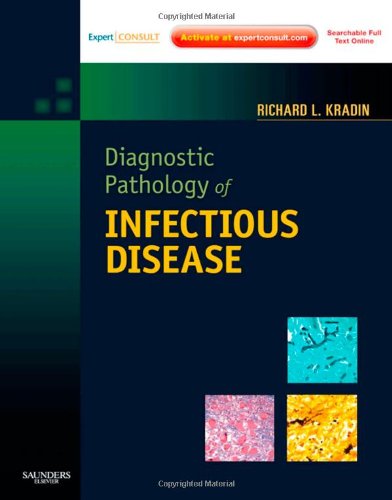 Copyrighted Material
Expert CONSULT
Activate at expertconsult.com
Searchable Full
Text Online
RICHARD L. KRADIN
Diagnostic
Pathology of
INFECTIOUS
DISEASE
SAUNDERS
ELSEVIER
Copyrighted Material